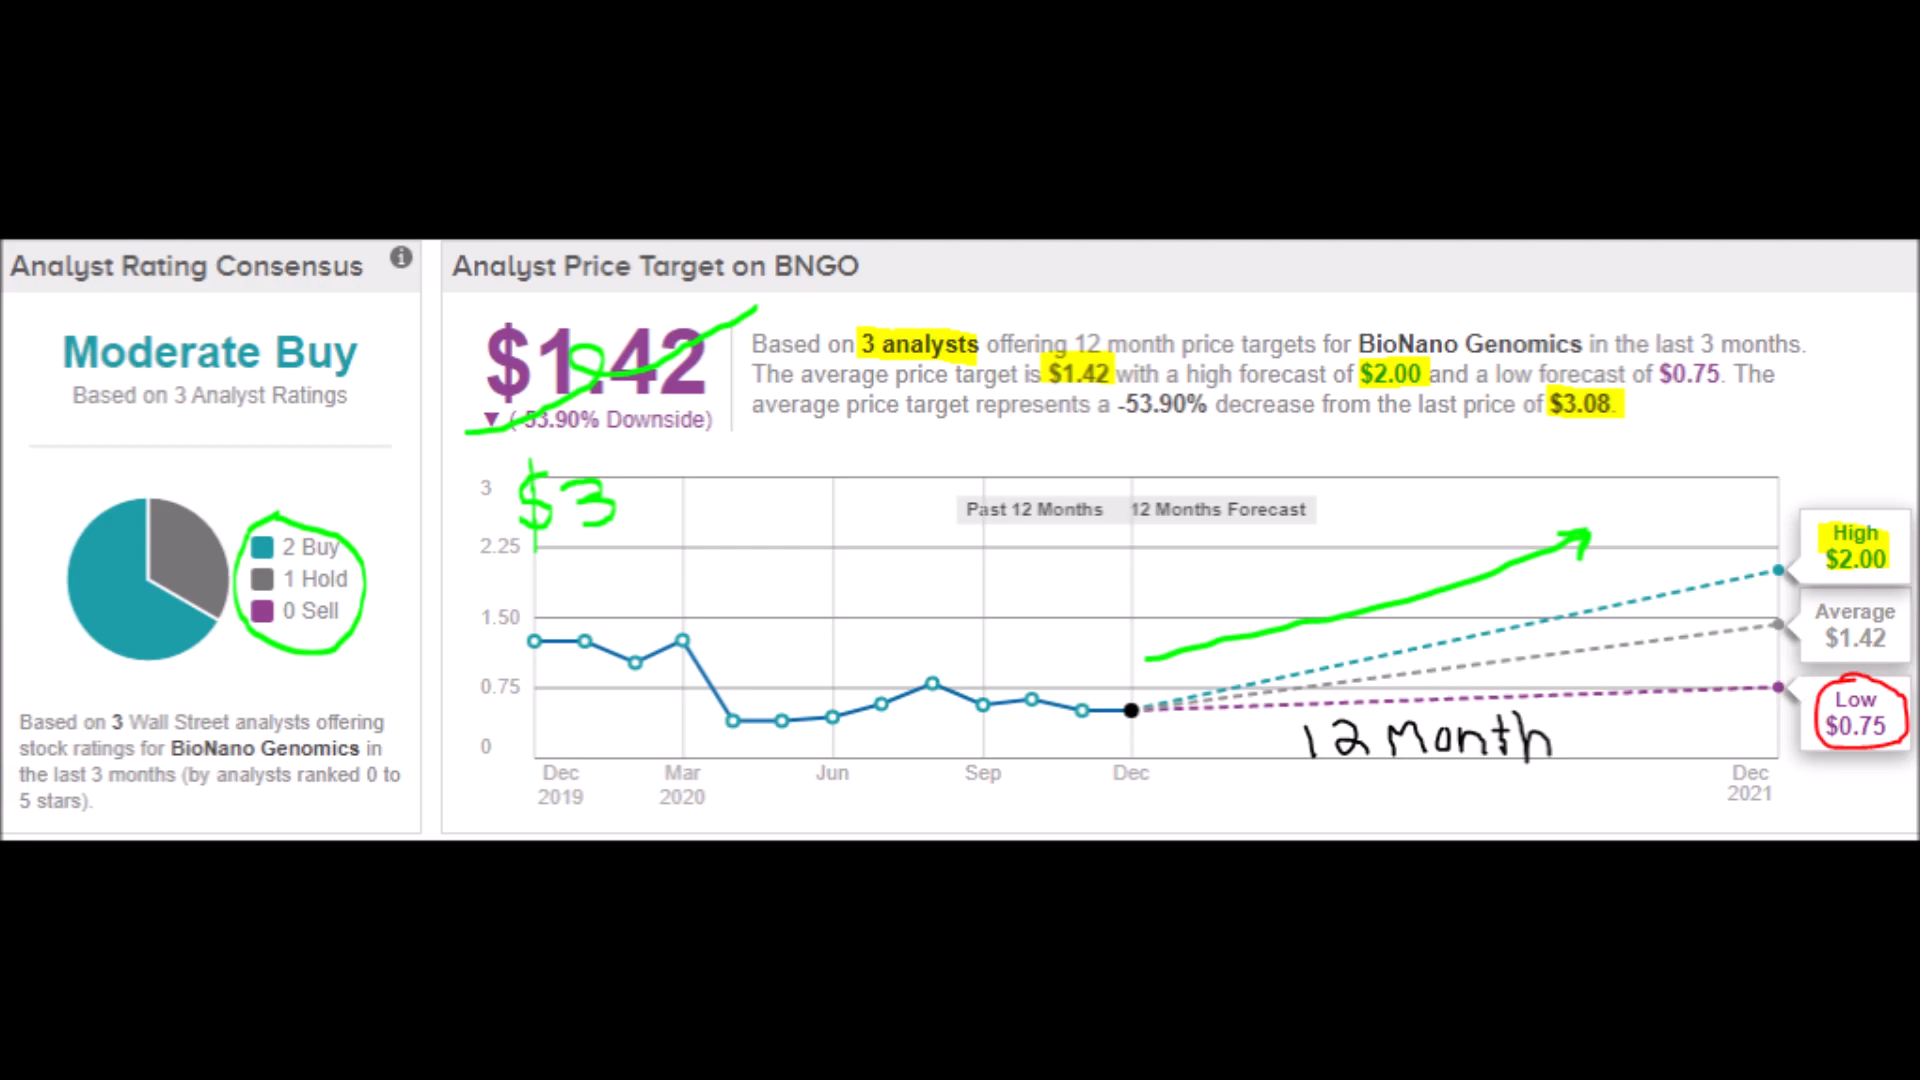 Analyst Rating Consensus
Moderate Buy
Based on 3 Analyst Ratings
2 Buy
1 Hold
0 Sell
Based on 3 Wall Street analysts offering
stock ratings for BioNano Genomics in
the last 3 months (by analysts ranked 0 to
5 stars).
Analyst Price Target on BNGO
$1.42
▼ (-53.90% Downside)
Based on 3 analysts offering 12 month price targets for BioNano Genomics in the last 3 months.
The average price target is $1.42 with a high forecast of $2.00 and a low forecast of $0.75. The
average price target represents a -53.90% decrease from the last price of $3.08.
$3
Past 12 Months
12 Months Forecast
3
2.25
1.50
0.75
0
12 Month
Dec
2019
Mar
2020
Jun
Sep
Dec
Dec
2021
High
$2.00
Average
$1.42
Low
$0.75